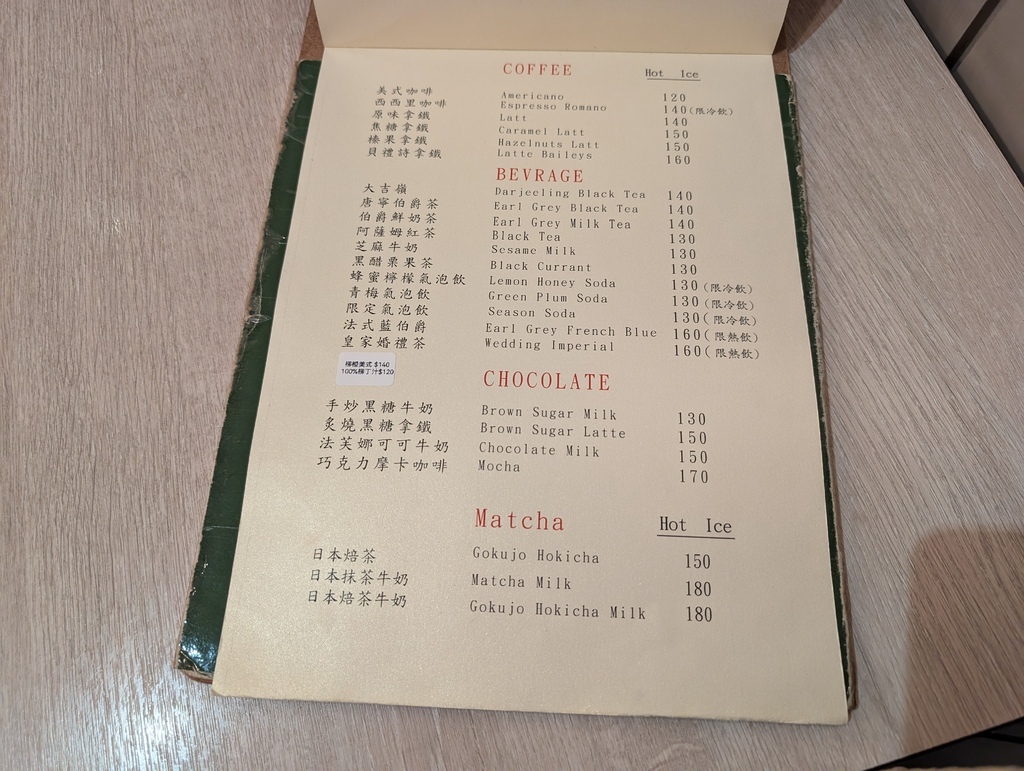 COFFEE Hot Ice
美式咖啡 Americano 120
西西里咖啡 Espresso Romano 140(限冷飲)
原味拿鐵 Latt 140
焦糖拿鐵 Caramel Latt 150
榛果拿鐵 Hazelnuts Latt 150
貝禮詩拿鐵 Latte Baileys 160
BEVRAGE
大吉嶺 Darjeeling Black Tea 140
唐寧伯爵茶 Earl Grey Black Tea 140
伯爵鮮奶茶 Earl Grey Milk Tea 140
阿薩姆紅茶 Black Tea 130
芝麻牛奶 Sesame Milk 130
黑醋栗果茶 Black Currant 130
蜂蜜檸檬氣泡飲 Lemon Honey Soda 130(限冷飲)
青梅氣泡飲 Green Plum Soda 130(限冷飲)
限定氣泡飲 Season Soda 130(限冷飲)
法式藍伯爵 Earl Grey French Blue 160(限熱飲)
皇家婚禮茶 Wedding Imperial 160(限熱飲)
美式 $140
100% 汁$120
CHOCOLATE
手炒黑糖牛奶 Brown Sugar Milk 130
炙燒黑糖拿鐵 Brown Sugar Latte 150
法芙娜可可牛奶 Chocolate Milk 150
巧克力摩卡咖啡 Mocha 170
Matcha Hot Ice
日本焙茶 Gokujo Hokicha 150
日本抹茶牛奶 Matcha Milk 180
日本焙茶牛奶 Gokujo Hokicha Milk 180